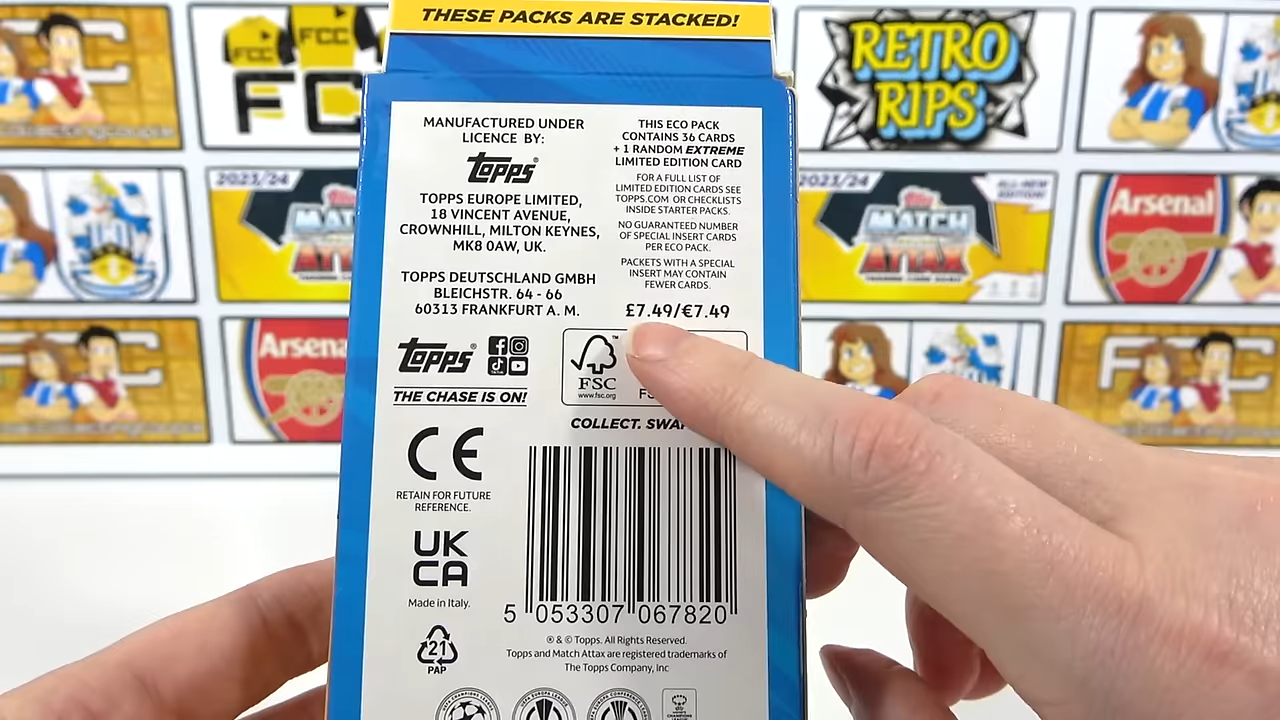 THESE PACKS ARE STACKED!
MANUFACTURED UNDER
LICENCE BY:
Topps
TOPPS EUROPE LIMITED,
18 VINCENT AVENUE,
CROWNHILL, MILTON KEYNES,
MK8 0AW, UK.
TOPPS DEUTSCHLAND GMBH
BLEICHSTR. 64 - 66
60313 FRANKFURT A. M.
Topps
THE CHASE IS ON!
CE
RETAIN FOR FUTURE
REFERENCE.
UK
CA
Made in Italy.
21
PAP
THIS ECO PACK
CONTAINS 36 CARDS
+ 1 RANDOM EXTREME
LIMITED EDITION CARD
FOR A FULL LIST OF
LIMITED EDITION CARDS SEE
TOPPS.COM OR CHECKLISTS
INSIDE STARTER PACKS.
NO GUARANTEED NUMBER
OF SPECIAL INSERT CARDS
PER ECO PACK.
PACKETS WITH A SPECIAL
INSERT MAY CONTAIN
FEWER CARDS.
£7.49/€7.49
FSC
www.fsc.org
COLLECT.
5 053307 067820
® & © Topps. All Rights Reserved.
Topps and Match Attax are registered trademarks of
The Topps Company, Inc
FCC
FCC
FC
RETRO
RIPS
2023/24
2023/24
Topps
MATCH
ATTAX
ALL-NEW
EDITION!
Arsenal